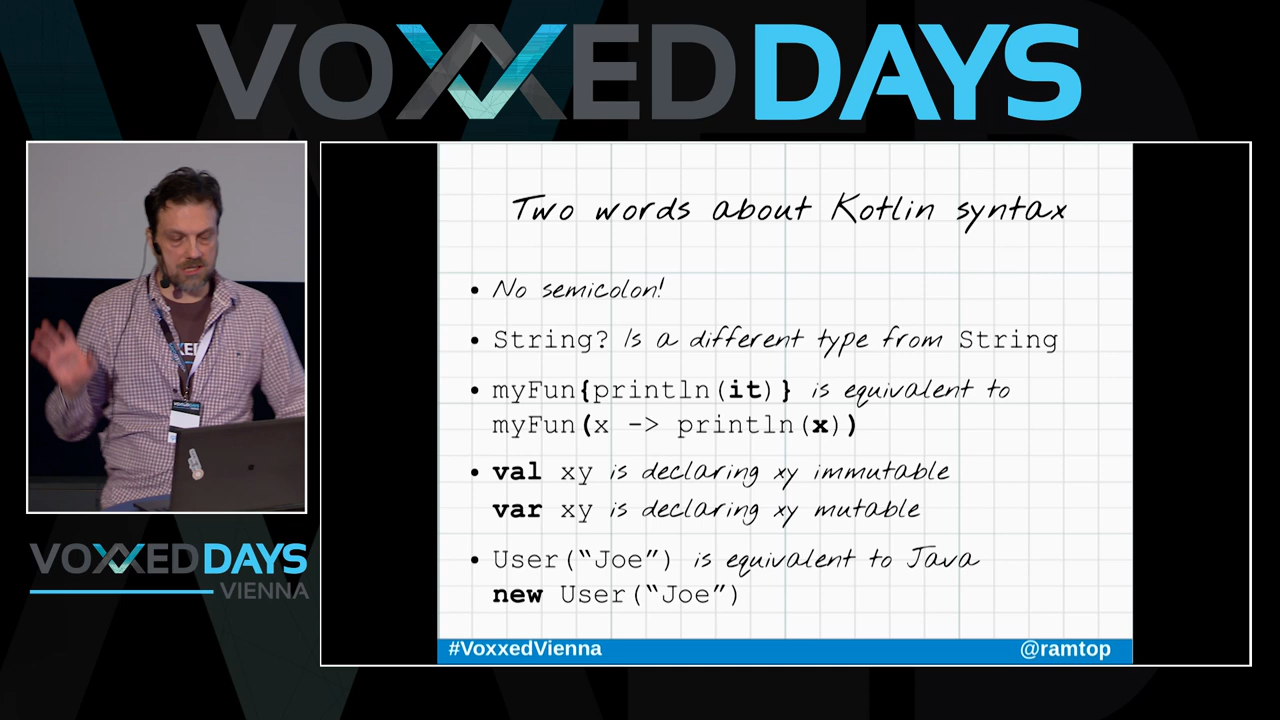 VOXXED DAYS
Two words about Kotlin syntax
• No semicolon!
• String? Is a different type from String
• myFun{println(it)} is equivalent to
myFun(x -> println(x))
• val xy is declaring xy immutable
var xy is declaring xy mutable
• User(“Joe”) is equivalent to Java
new User(“Joe”)
#VoxxedVienna
@ramtop
VOXXED DAYS
VIENNA